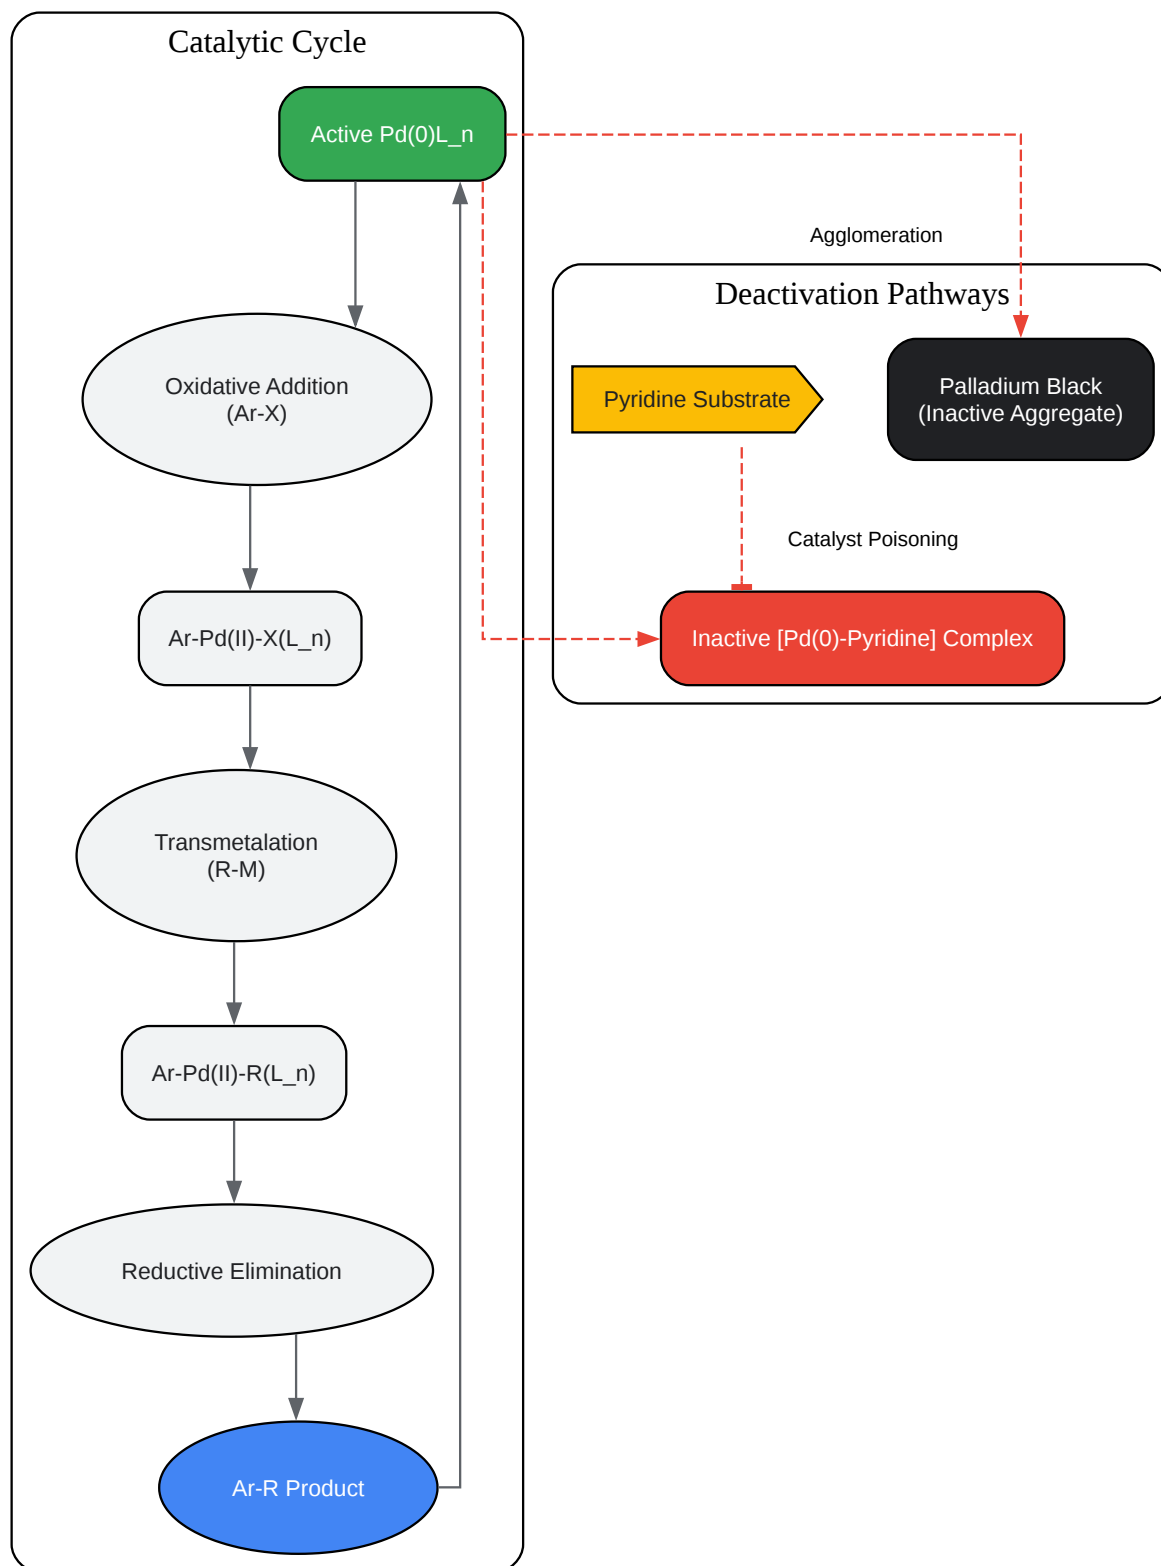 Catalytic Cycle
Active Pd(0)L_n
Agglomeration
Deactivation Pathways
Oxidative Addition
(Ar-X)
Pyridine Substrate
Palladium Black
(Inactive Aggregate)
Catalyst Poisoning
Ar-Pd(II)-X(L_n)
Inactive [Pd(0)-Pyridine] Complex
Transmetalation
(R-M)
Ar-Pd(II)-R(L_n)
Reductive Elimination
Ar-R Product